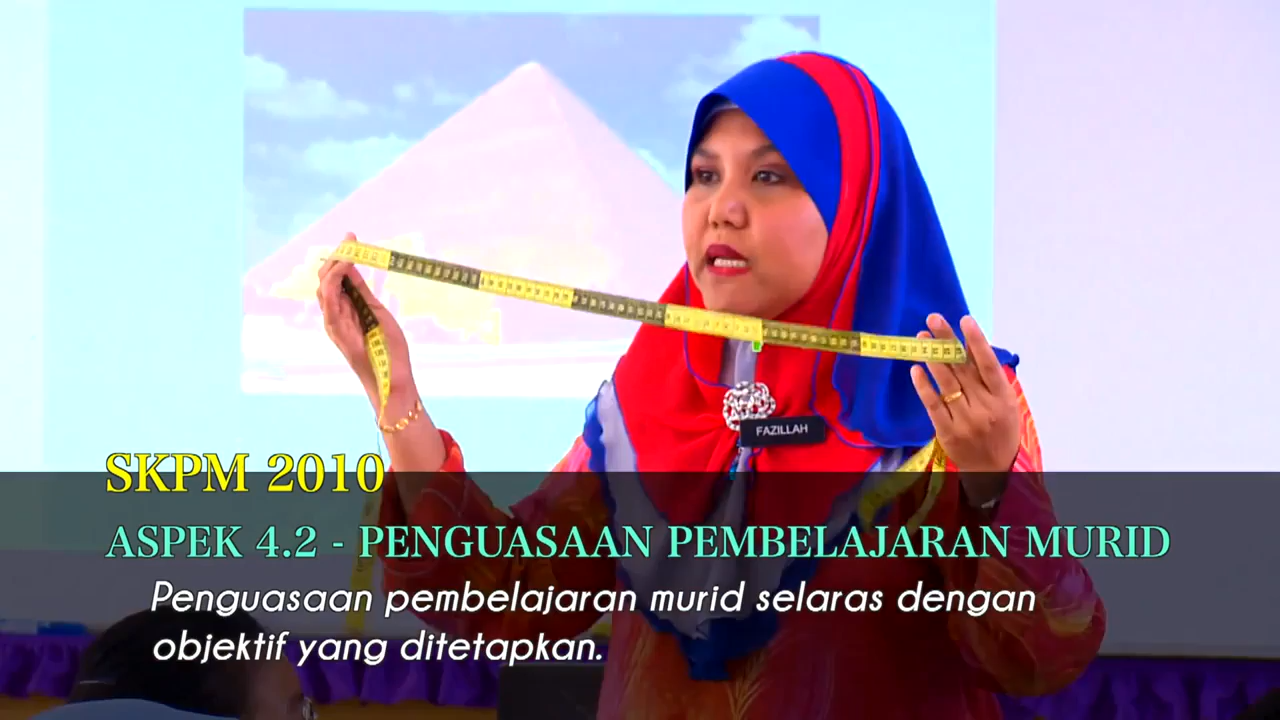 FAZILLAH
SKPM 2010
ASPEK 4.2 - PENGUASAAN PEMBELAJARAN MURID
Penguasaan pembelajaran murid selaras dengan
objektif yang ditetapkan.